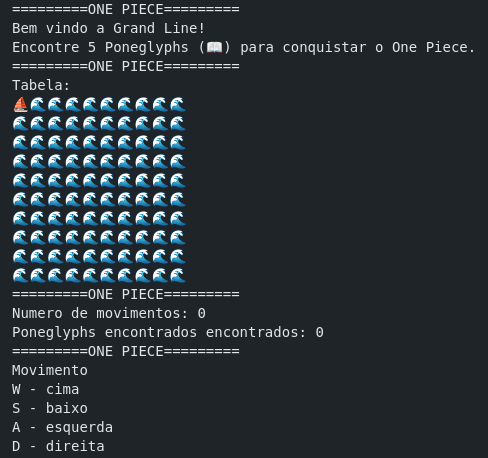 =========ONE PIECE=========
Bem vindo a Grand Line!
Encontre 5 Poneglyphs (📖) para conquistar o One Piece.
=========ONE PIECE=========
Tabela:
⛵🌊🌊🌊🌊🌊🌊🌊🌊🌊
🌊🌊🌊🌊🌊🌊🌊🌊🌊🌊
🌊🌊🌊🌊🌊🌊🌊🌊🌊🌊
🌊🌊🌊🌊🌊🌊🌊🌊🌊🌊
🌊🌊🌊🌊🌊🌊🌊🌊🌊🌊
🌊🌊🌊🌊🌊🌊🌊🌊🌊🌊
🌊🌊🌊🌊🌊🌊🌊🌊🌊🌊
🌊🌊🌊🌊🌊🌊🌊🌊🌊🌊
🌊🌊🌊🌊🌊🌊🌊🌊🌊🌊
🌊🌊🌊🌊🌊🌊🌊🌊🌊🌊
=========ONE PIECE=========
Numero de movimentos: 0
Poneglyphs encontrados encontrados: 0
=========ONE PIECE=========
Movimento
W - cima
S - baixo
A - esquerda
D - direita